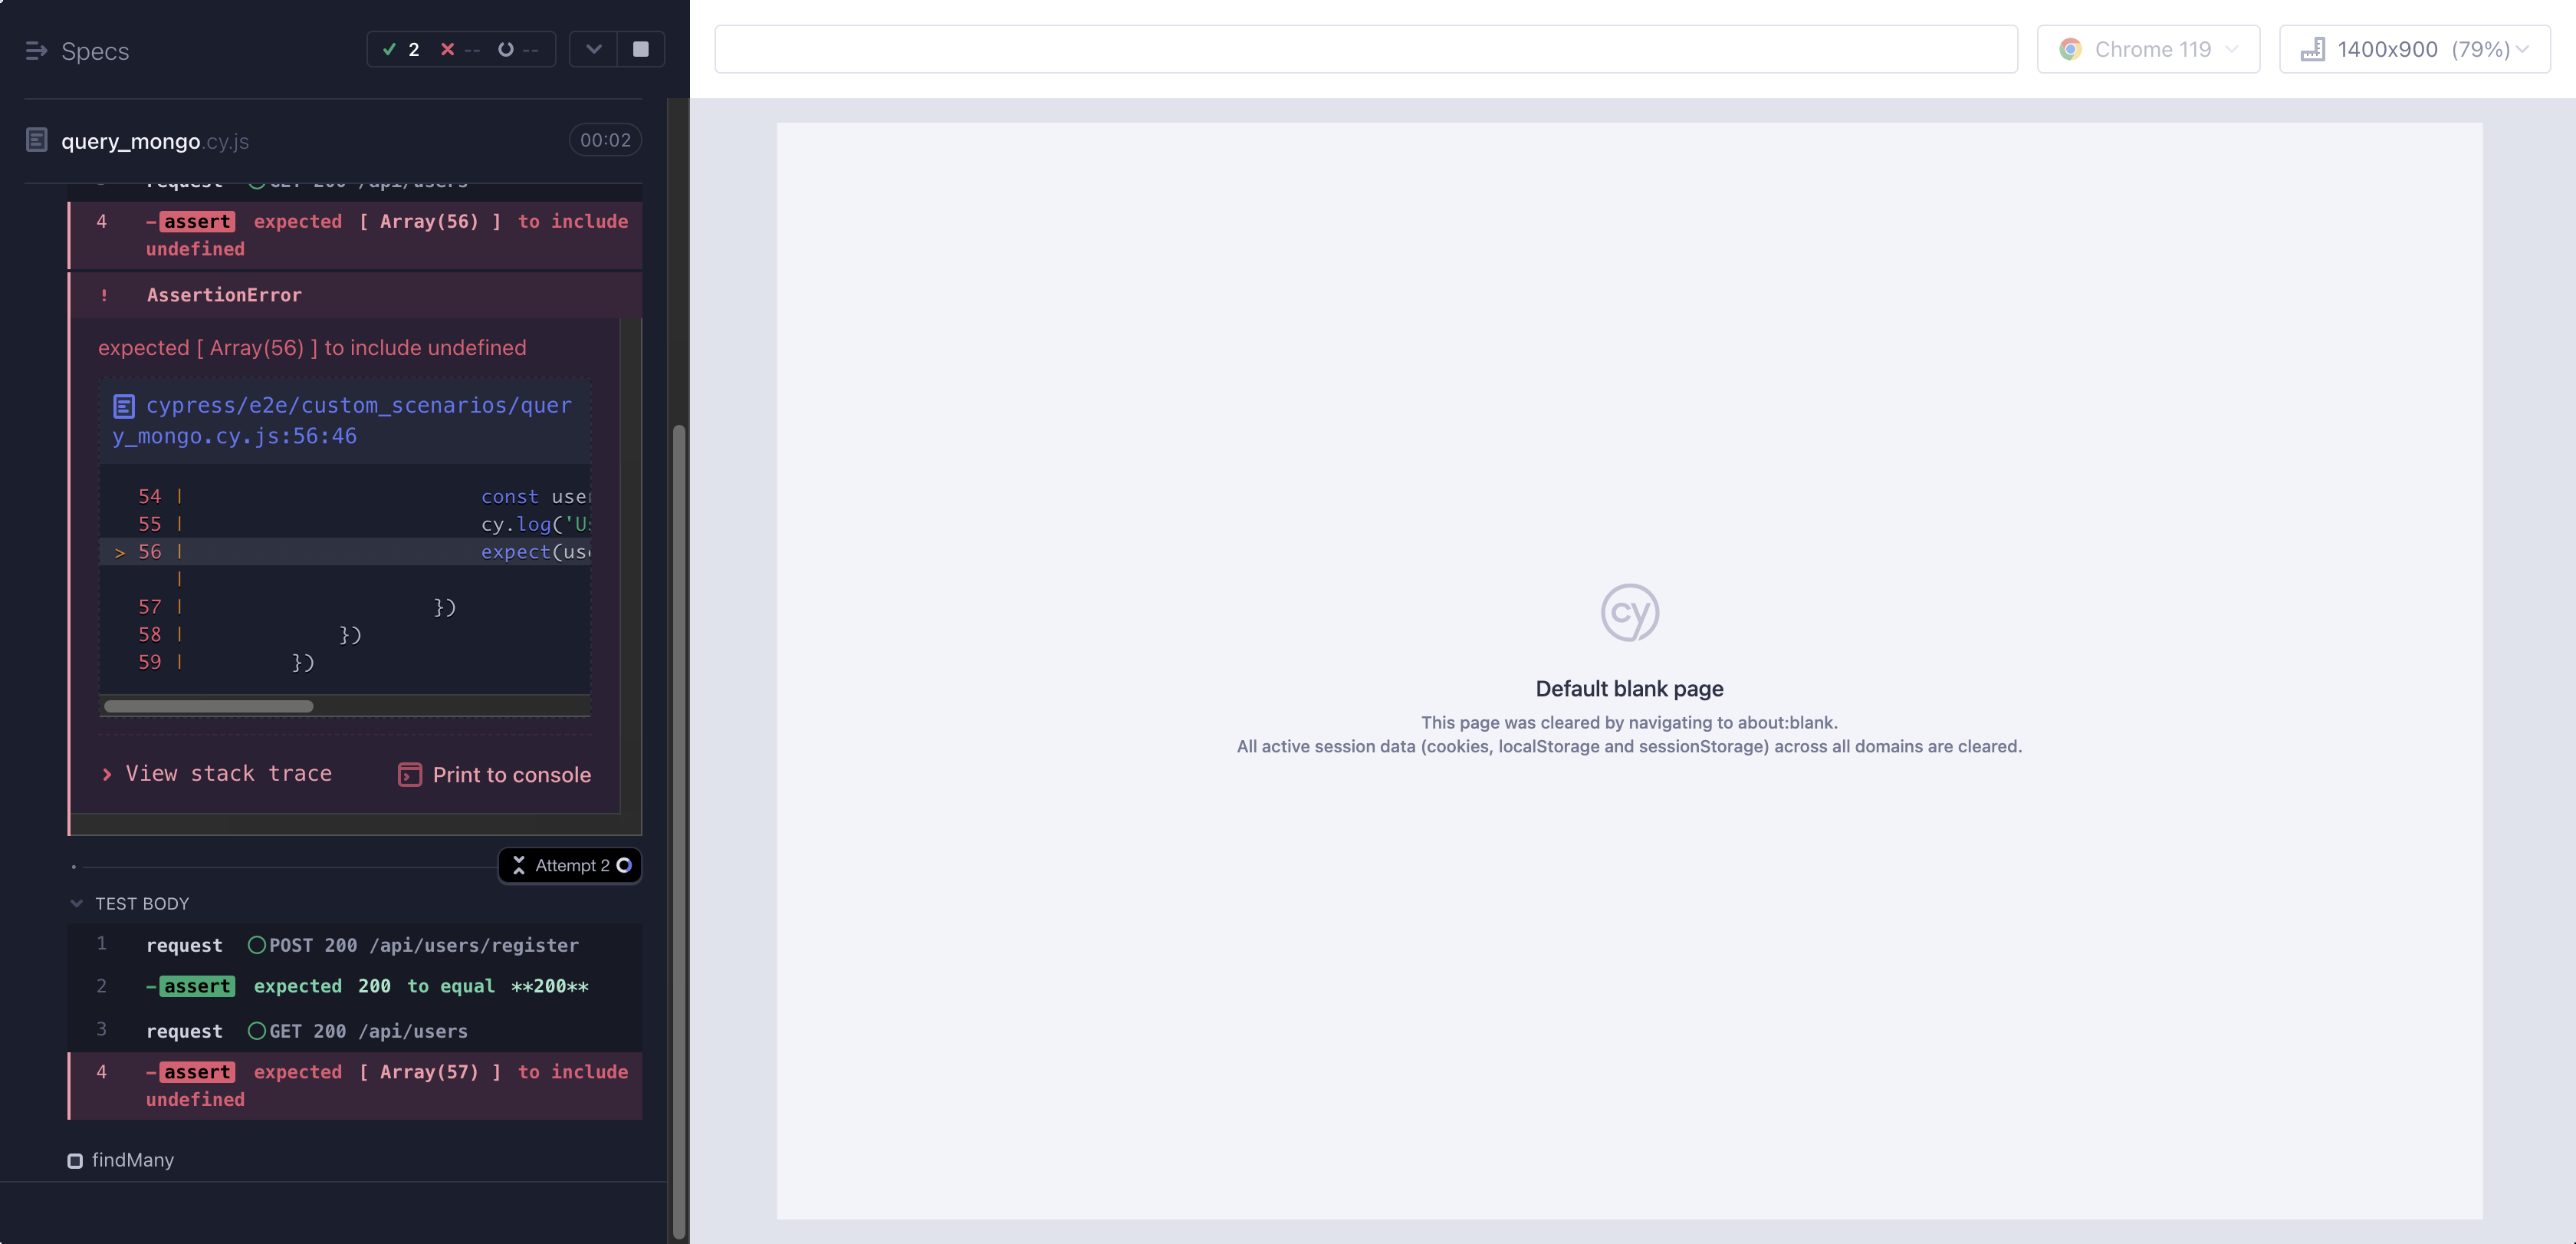 Specs
2 -- --
query_mongo.cy.js
00:02
request GET 200 /api/users
4 -assert expected [ Array(56) ] to include
undefined
! AssertionError
expected [ Array(56) ] to include undefined
cypress/e2e/custom_scenarios/quer
y_mongo.cy.js:56:46
54 | const use
55 | cy.log('U
> 56 | expect(us
|
57 | })
58 | })
59 | })
> View stack trace
Print to console
Attempt 2
TEST BODY
1 request POST 200 /api/users/register
2 -assert expected 200 to equal **200**
3 request GET 200 /api/users
4 -assert expected [ Array(57) ] to include
undefined
findMany
Chrome 119
1400x900 (79%)
cy
Default blank page
This page was cleared by navigating to about:blank.
All active session data (cookies, localStorage and sessionStorage) across all domains are cleared.